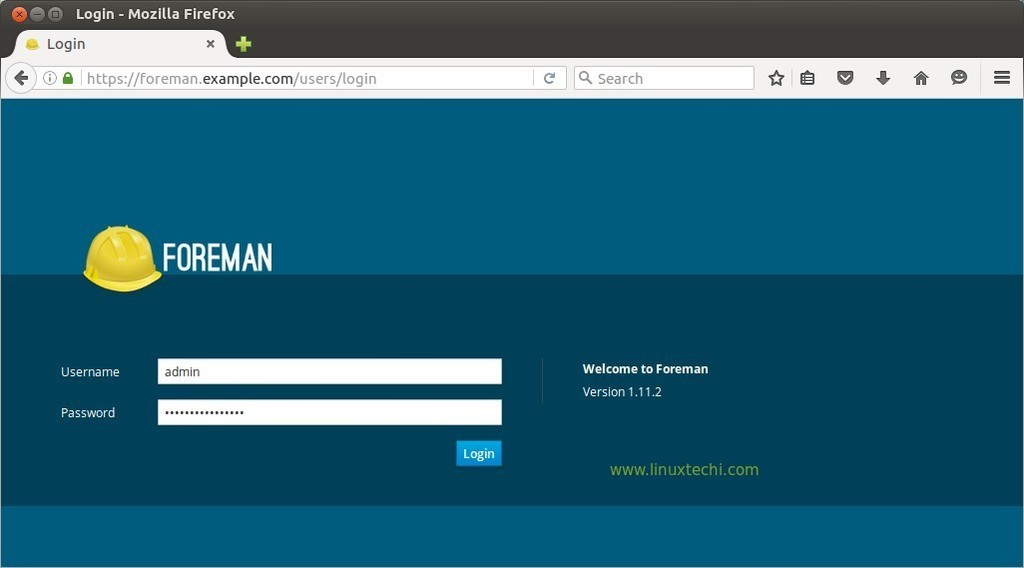 Login - Mozilla Firefox
Login
https://foreman.example.com/users/login
Search
FOREMAN
Username
admin
Welcome to Foreman
Version 1.11.2
Password
••••••••••••••••
Login
www.linuxtechi.com